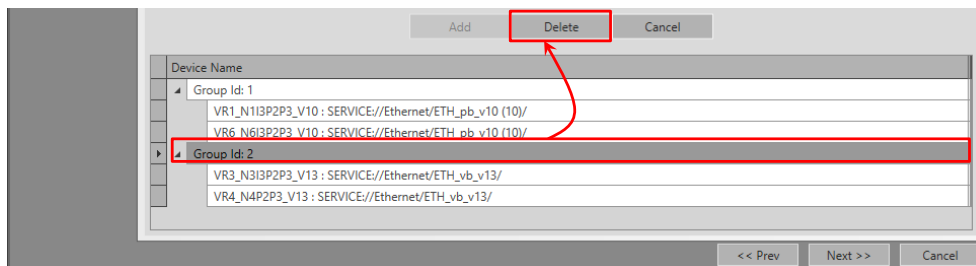 Add Delete Cancel
Device Name
Group Id: 1
VR1_N1I3P2P3_V10 : SERVICE://Ethernet/ETH_pb_v10 (10)/
VR6_N6I3P2P3_V10 : SERVICE://Ethernet/ETH_pb_v10 (10)/
Group Id: 2
VR3_N3I3P2P3_V13 : SERVICE://Ethernet/ETH_vb_v13/
VR4_N4P2P3_V13 : SERVICE://Ethernet/ETH_vb_v13/
<< Prev Next >> Cancel